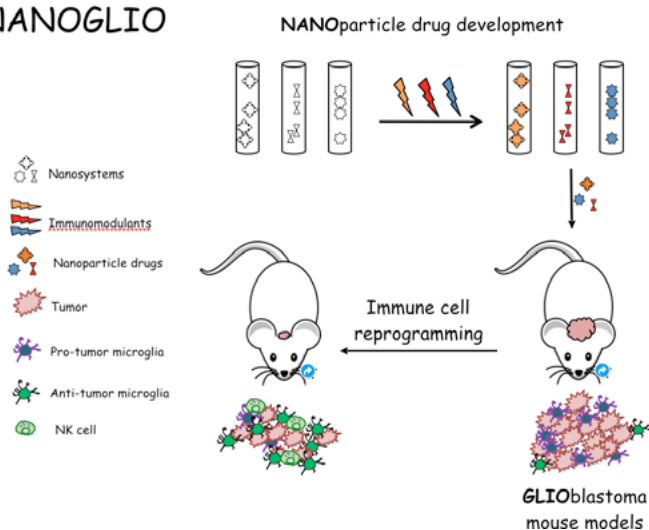 NANOGLIO
NANOparticle drug development
Nanosystems
Immunomodulants
Nanoparticle drugs
Tumor
Pro-tumor microglia
Anti-tumor microglia
NK cell
Immune cell
reprogramming
GLIOblastoma
mouse models